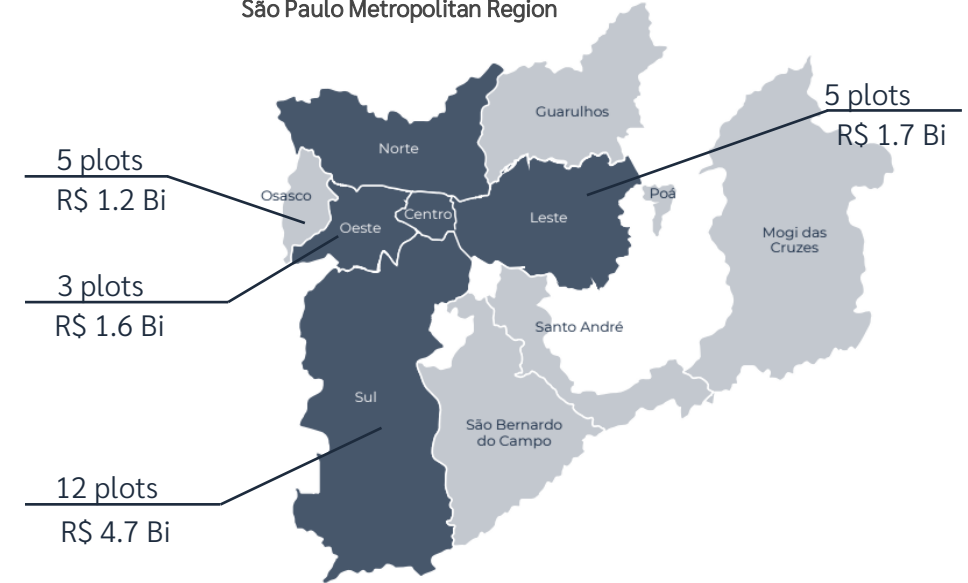 São Paulo Metropolitan Region
5 plots
R$ 1.7 Bi
Guarulhos
Norte
5 plots
R$ 1.2 Bi
Osasco
Poá
Centro
Leste
Oeste
Mogi das
Cruzes
3 plots
R$ 1.6 Bi
Santo André
Sul
São Bernardo
do Campo
12 plots
R$ 4.7 Bi